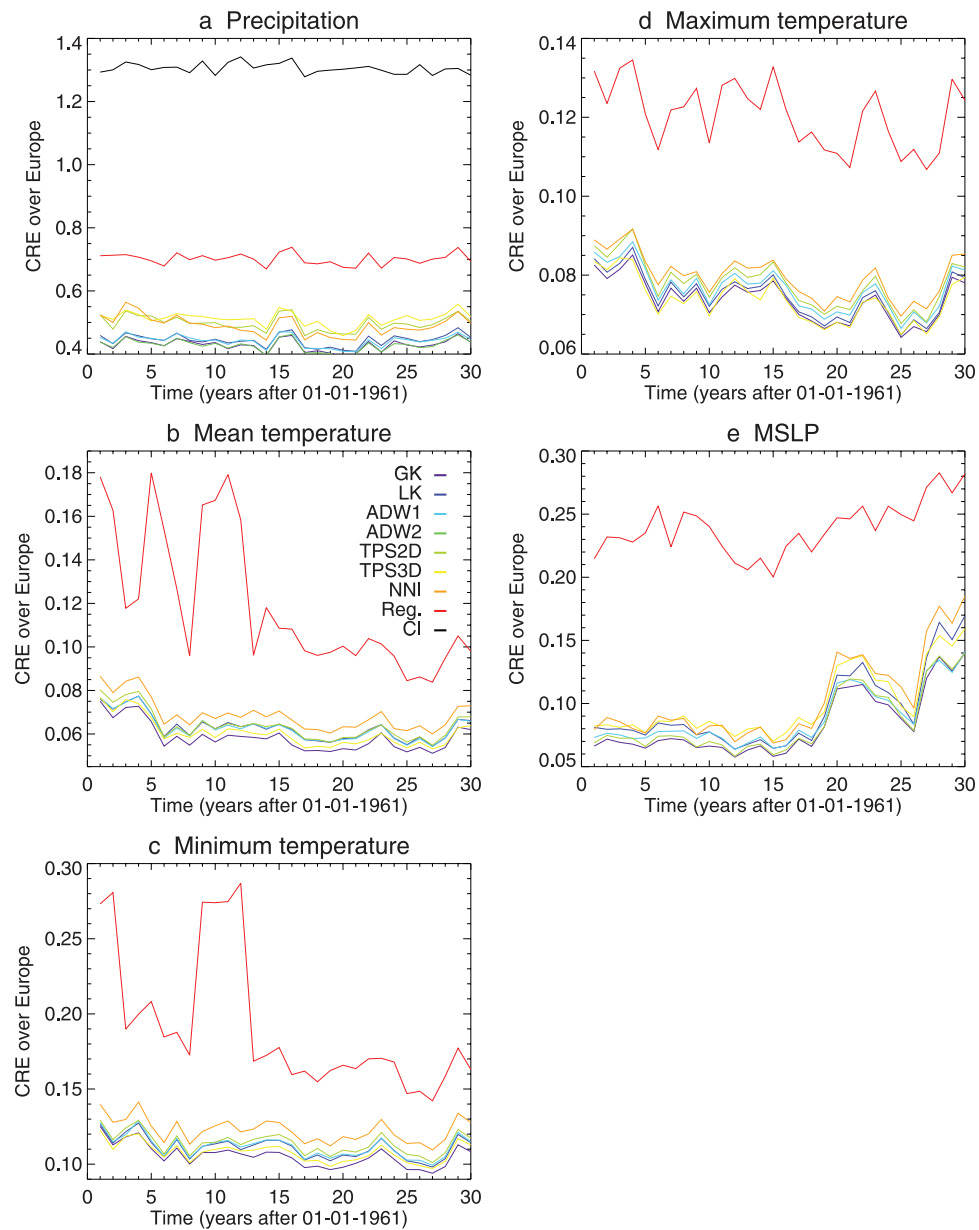 a Precipitation
1.4
1.2
1.0
0.8
0.6
0.4
CRE over Europe
0 5 10 15 20 25 30
Time (years after 01-01-1961)
d Maximum temperature
0.14
0.12
0.10
0.08
0.06
CRE over Europe
0 5 10 15 20 25 30
Time (years after 01-01-1961)
b Mean temperature
0.18
0.16
0.14
0.12
0.10
0.08
0.06
CRE over Europe
GK
LK
ADW1
ADW2
TPS2D
TPS3D
NNI
Reg.
CI
0 5 10 15 20 25 30
Time (years after 01-01-1961)
e MSLP
0.30
0.25
0.20
0.15
0.10
0.05
CRE over Europe
0 5 10 15 20 25 30
Time (years after 01-01-1961)
c Minimum temperature
0.30
0.25
0.20
0.15
0.10
CRE over Europe
0 5 10 15 20 25 30
Time (years after 01-01-1961)